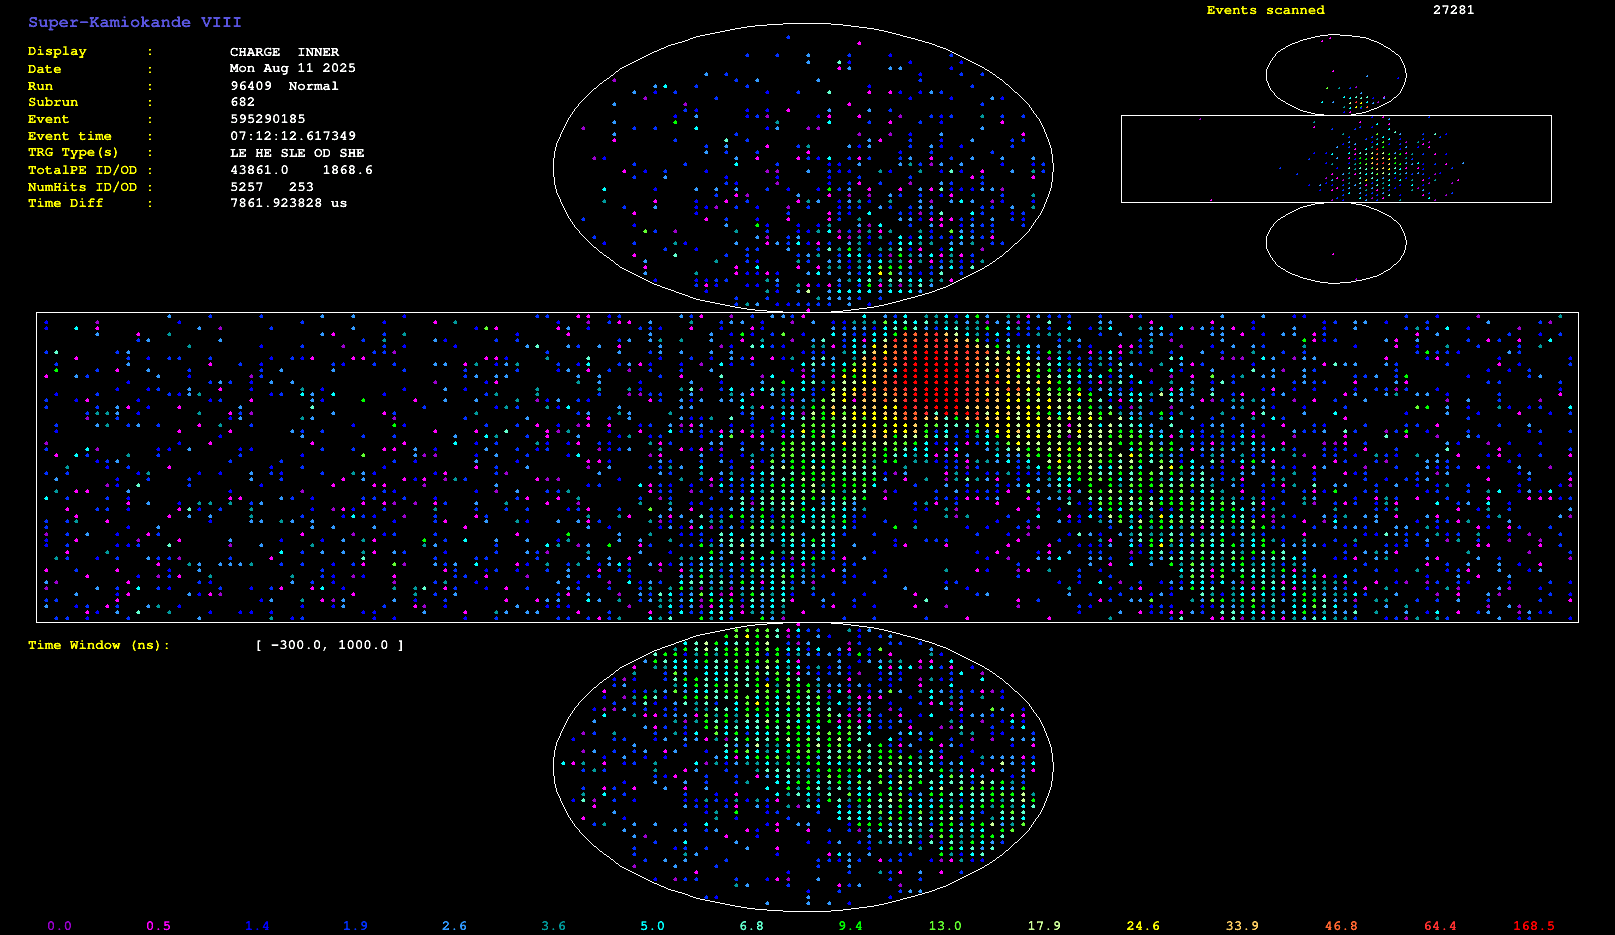 Super-Kamiokande VIII
Events scanned 27281
Display : CHARGE INNER
Date : Mon Aug 11 2025
Run : 96409 Normal
Subrun : 682
Event : 595290185
Event time : 07:12:12.617349
TRG Type(s) : LE HE SLE OD SHE
TotalPE ID/OD : 43861.0 1868.6
NumHits ID/OD : 5257 253
Time Diff : 7861.923828 us
Time Window (ns): [ -300.0, 1000.0 ]
0.0 0.5 1.4 1.9 2.6 3.6 5.0 6.8 9.4 13.0 17.9 24.6 33.9 46.8 64.4 168.5